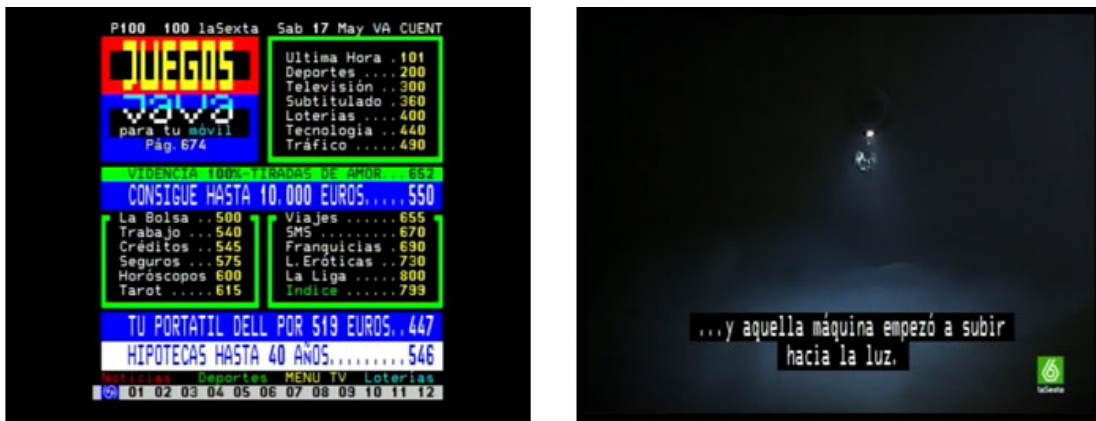 P100 100 laSexta Sab 17 May VA CUENT
JUEGOS
Java
para tu móvil
Pág.674
Ultima Hora .101
Deportes ....200
Televisión ..300
Subtitulado .360
Loterias ....400
Tecnología ..440
Tráfico .....490
VIDENCIA 100%-TIRADAS DE AMOR...652
CONSIGUE HASTA 10.000 EUROS.....550
La Bolsa ..500
Trabajo ...540
Créditos ..545
Seguros ...575
Horóscopos 600
Tarot .....615
Viajes ......655
SMS .........670
Franquicias .690
L.Eróticas ..730
La Liga .....800
Indice ......799
TU PORTATIL DELL POR 519 EUROS..447
HIPOTECAS HASTA 40 AÑOS.........546
Noticias Deportes MENU TV Loterias
01 02 03 04 05 06 07 08 09 10 11 12
...y aquella máquina empezó a subir
hacia la luz.
6
laSexta